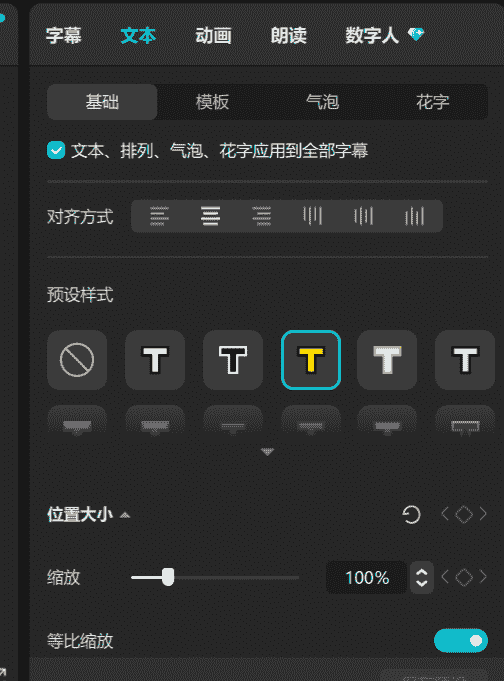 字幕 文本 动画 朗读 数字人
基础 模板 气泡 花字
文本、排列、气泡、花字应用到全部字幕
对齐方式
预设样式
T T T T T
位置大小
缩放 100%
等比缩放